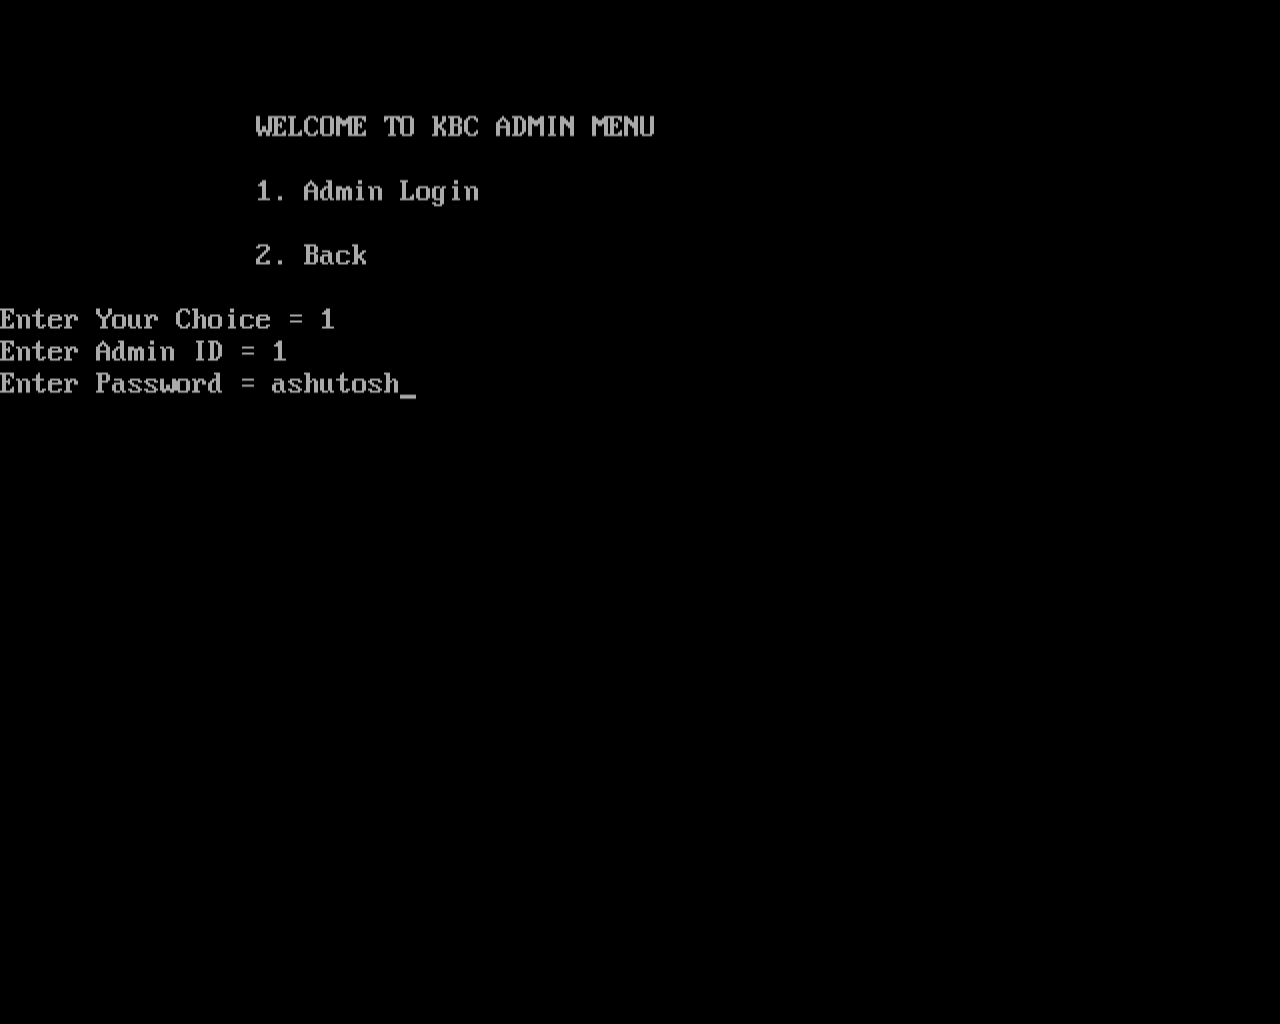 WELCOME TO KBC ADMIN MENU
1. Admin Login
2. Back
Enter Your Choice = 1
Enter Admin ID = 1
Enter Password = ashutosh_